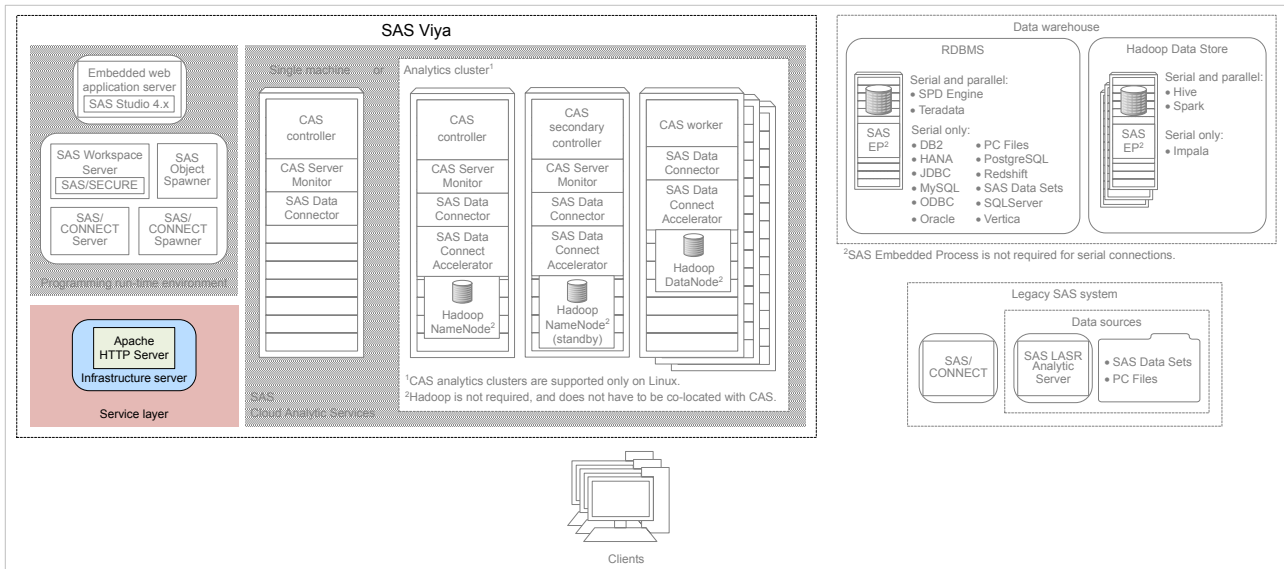 SAS Viya
Embedded web
application server
SAS Studio 4.x
SAS Workspace
Server
SAS/SECURE
SAS
Object
Spawner
SAS/
CONNECT
Server
SAS/
CONNECT
Spawner
Programming run-time environment
Apache
HTTP Server
Infrastructure server
Service layer
Single machine
or
Analytics cluster1
CAS
controller
CAS Server
Monitor
SAS Data
Connector
CAS
controller
CAS Server
Monitor
SAS Data
Connector
SAS Data
Connect
Accelerator
Hadoop
NameNode2
CAS
secondary
controller
CAS Server
Monitor
SAS Data
Connector
SAS Data
Connect
Accelerator
Hadoop
NameNode2
(standby)
CAS worker
SAS Data
Connector
SAS Data
Connect
Accelerator
Hadoop
DataNode2
1CAS analytics clusters are supported only on Linux.
2Hadoop is not required, and does not have to be co-located with CAS.
SAS
Cloud Analytic Services
Data warehouse
RDBMS
SAS
EP2
Serial and parallel:
• SPD Engine
• Teradata
Serial only:
• DB2
• HANA
• JDBC
• MySQL
• ODBC
• Oracle
• PC Files
• PostgreSQL
• Redshift
• SAS Data Sets
• SQLServer
• Vertica
Hadoop Data Store
SAS
EP2
Serial and parallel:
• Hive
• Spark
Serial only:
• Impala
2SAS Embedded Process is not required for serial connections.
Legacy SAS system
SAS/
CONNECT
Data sources
SAS LASR
Analytic
Server
• SAS Data Sets
• PC Files
Clients